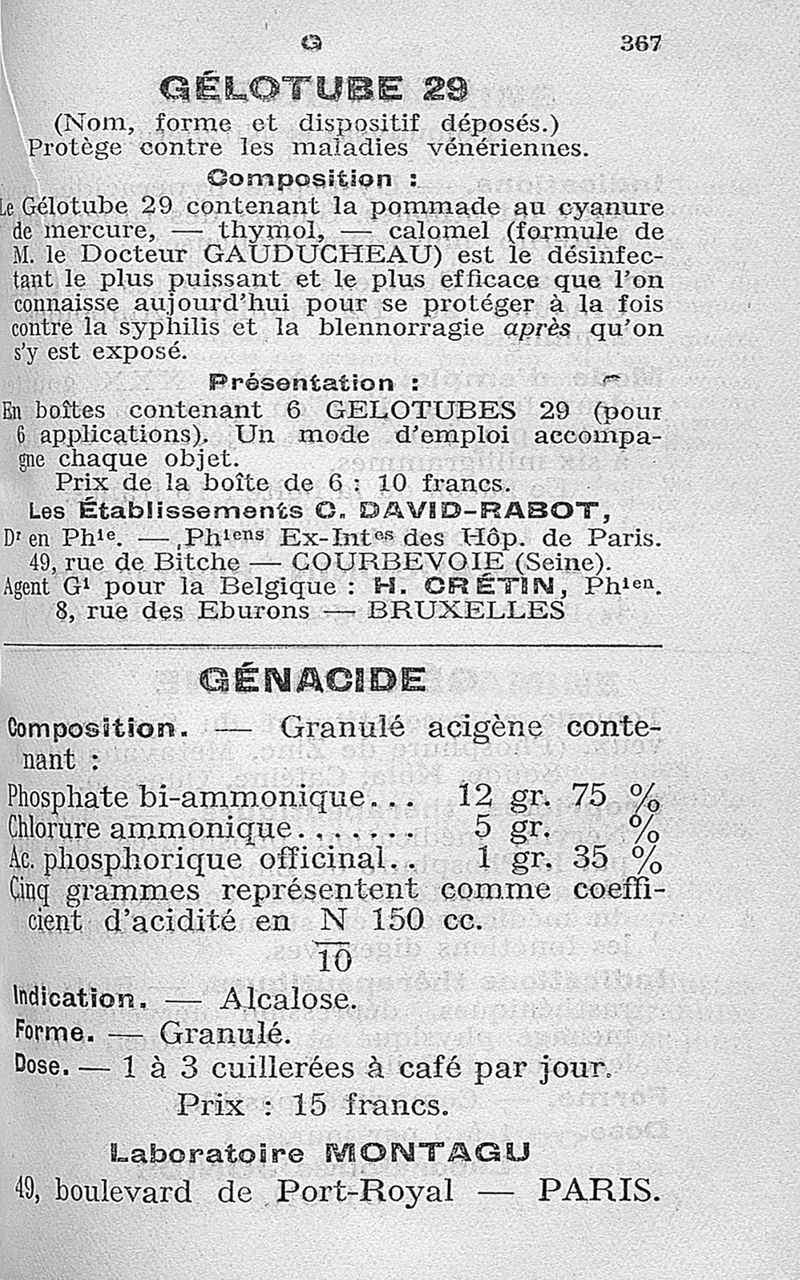 G 367
GÉLOTUBE 29
(Nom, forme et dispositif déposés.)
Protège contre les maladies vénériennes.
Composition :
Le Gélotube 29 contenant la pommade au cyanure
de mercure, — thymol, — calomel (formule de
M. le Docteur GAUDUCHEAU) est le désinfec-
tant le plus puissant et le plus efficace que l'on
connaisse aujourd'hui pour se protéger à la fois
contre la syphilis et la blennorragie après qu'on
s'y est exposé.
Présentation :
En boîtes contenant 6 GELOTUBES 29 (pour
6 applications). Un mode d'emploi accompa-
gne chaque objet.
Prix de la boîte de 6 : 10 francs.
Les Établissements C. DAVID-RABOT,
Dr en Phie. — Phiens Ex-Intes des Hôp. de Paris.
49, rue de Bitche — COURBEVOIE (Seine).
Agent Gl pour la Belgique : H. CRÉTIN, Phien.
8, rue des Eburons — BRUXELLES
GÉNACIDE
Composition. — Granulé acigène conte-
nant :
Phosphate bi-ammonique... 12 gr. 75 %
Chlorure ammonique....... 5 gr. %
Ac. phosphorique officinal.. 1 gr. 35 %
Cinq grammes représentent comme coeffi-
cient d'acidité en N 150 cc.
10
Indication. — Alcalose.
Forme. — Granulé.
Dose. — 1 à 3 cuillerées à café par jour.
Prix : 15 francs.
Laboratoire MONTAGU
49, boulevard de Port-Royal — PARIS.